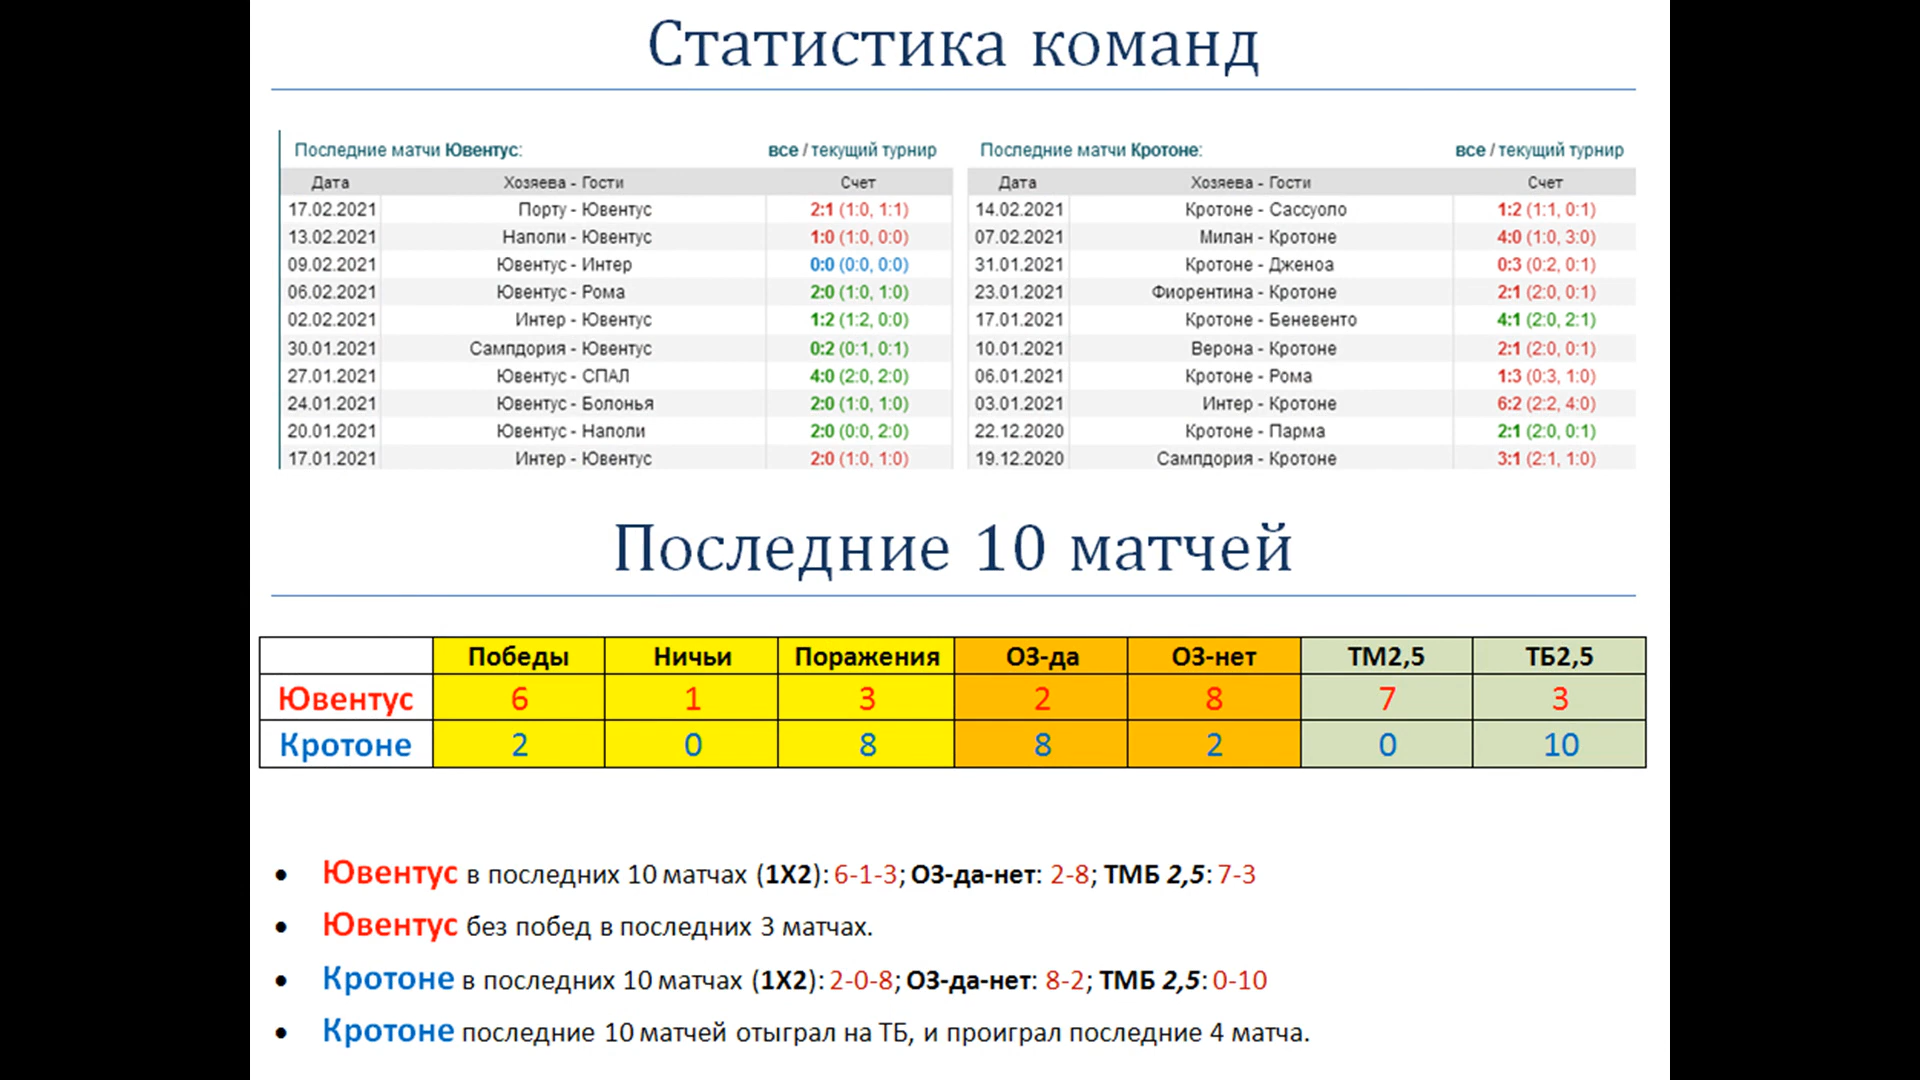 Статистика команд
Последние матчи Ювентус: все / текущий турнир
Дата Хозяева - Гости Счет
17.02.2021 Порту - Ювентус 2:1 (1:0, 1:1)
13.02.2021 Наполи - Ювентус 1:0 (1:0, 0:0)
09.02.2021 Ювентус - Интер 0:0 (0:0, 0:0)
06.02.2021 Ювентус - Рома 2:0 (1:0, 1:0)
02.02.2021 Интер - Ювентус 1:2 (1:2, 0:0)
30.01.2021 Сампдория - Ювентус 0:2 (0:1, 0:1)
27.01.2021 Ювентус - СПАЛ 4:0 (2:0, 2:0)
24.01.2021 Ювентус - Болонья 2:0 (1:0, 1:0)
20.01.2021 Ювентус - Наполи 2:0 (0:0, 2:0)
17.01.2021 Интер - Ювентус 2:0 (1:0, 1:0)
Последние матчи Кротоне: все / текущий турнир
Дата Хозяева - Гости Счет
14.02.2021 Кротоне - Сассуоло 1:2 (1:1, 0:1)
07.02.2021 Милан - Кротоне 4:0 (1:0, 3:0)
31.01.2021 Кротоне - Дженоа 0:3 (0:2, 0:1)
23.01.2021 Фиорентина - Кротоне 2:1 (2:0, 0:1)
17.01.2021 Кротоне - Беневенто 4:1 (2:0, 2:1)
10.01.2021 Верона - Кротоне 2:1 (2:0, 0:1)
06.01.2021 Кротоне - Рома 1:3 (0:3, 1:0)
03.01.2021 Интер - Кротоне 6:2 (2:2, 4:0)
22.12.2020 Кротоне - Парма 2:1 (2:0, 0:1)
19.12.2020 Сампдория - Кротоне 3:1 (2:1, 1:0)
Последние 10 матчей
Победы Ничьи Поражения ОЗ-да ОЗ-нет ТМ2,5 ТБ2,5
Ювентус 6 1 3 2 8 7 3
Кротоне 2 0 8 8 2 0 10
• Ювентус в последних 10 матчах (1X2): 6-1-3; ОЗ-да-нет: 2-8; ТМБ 2,5: 7-3
• Ювентус без побед в последних 3 матчах.
• Кротоне в последних 10 матчах (1X2): 2-0-8; ОЗ-да-нет: 8-2; ТМБ 2,5: 0-10
• Кротоне последние 10 матчей отыграл на ТБ, и проиграл последние 4 матча.